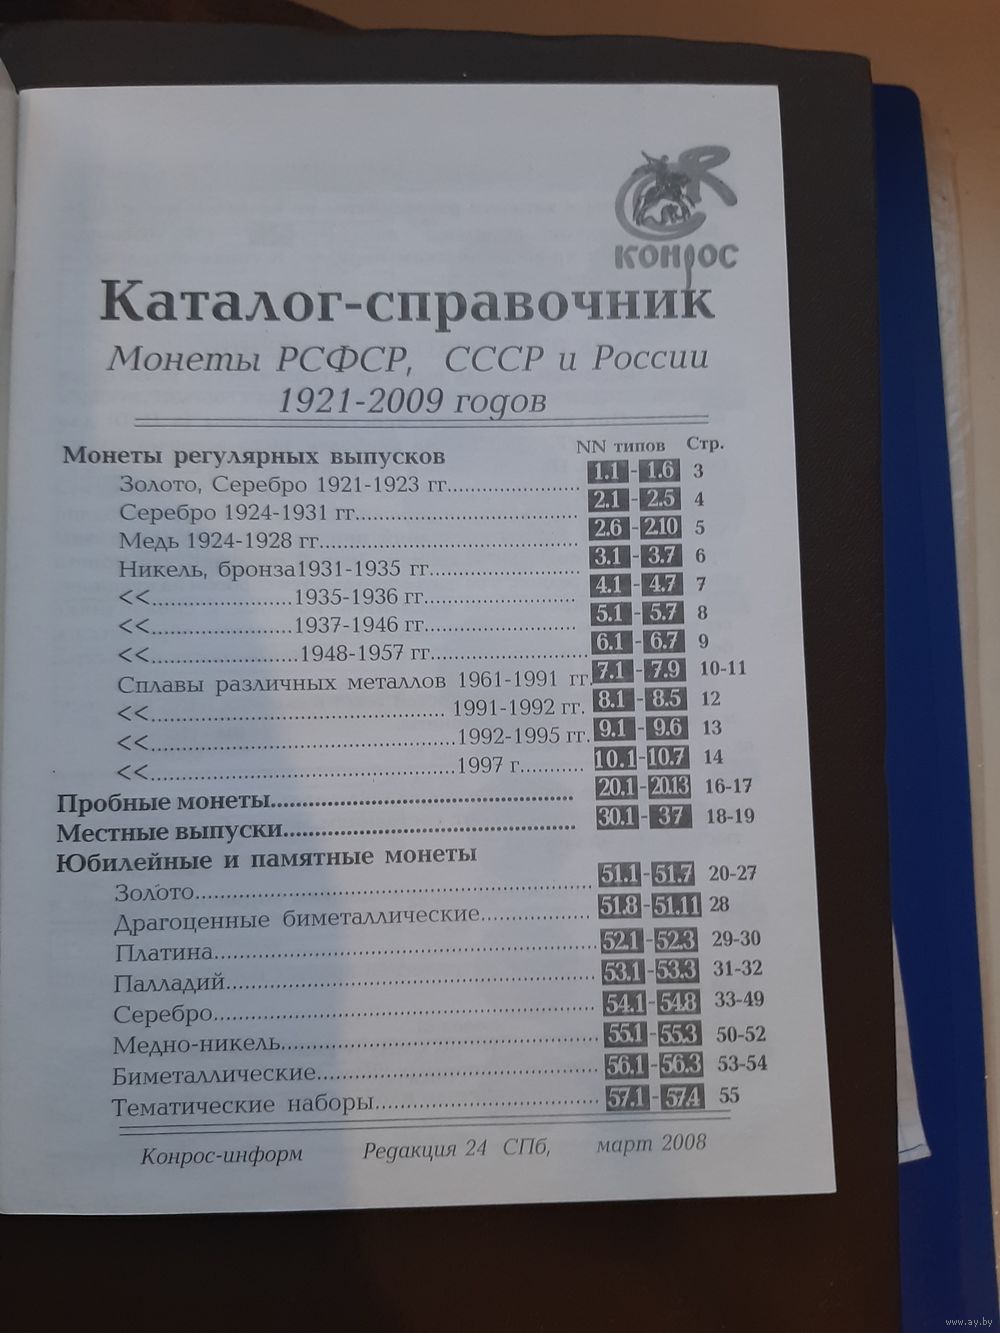 КОНРОС
Каталог-справочник
Монеты РСФСР, СССР и России
1921-2009 годов
NN типов Стр.
Монеты регулярных выпусков
Золото, Серебро 1921-1923 гг. 1.1 - 1.6 3
Серебро 1924-1931 гг. 2.1 - 2.5 4
Медь 1924-1928 гг. 2.6 - 2.10 5
Никель, бронза1931-1935 гг. 3.1 - 3.7 6
<< 1935-1936 гг. 4.1 - 4.7 7
<< 1937-1946 гг. 5.1 - 5.7 8
<< 1948-1957 гг. 6.1 - 6.7 9
Сплавы различных металлов 1961-1991 гг. 7.1 - 7.9 10-11
<< 1991-1992 гг. 8.1 - 8.5 12
<< 1992-1995 гг. 9.1 - 9.6 13
<< 1997 г. 10.1-10.7 14
Пробные монеты 20.1 - 20.13 16-17
Местные выпуски 30.1 - 37 18-19
Юбилейные и памятные монеты
Золото 51.1 - 51.7 20-27
Драгоценные биметаллические 51.8 - 51.11 28
Платина 52.1 - 52.3 29-30
Палладий 53.1 - 53.3 31-32
Серебро 54.1 - 54.8 33-49
Медно-никель 55.1 - 55.3 50-52
Биметаллические 56.1 - 56.3 53-54
Тематические наборы 57.1 - 57.4 55
Конрос-информ Редакция 24 СПб, март 2008
www.ay.by